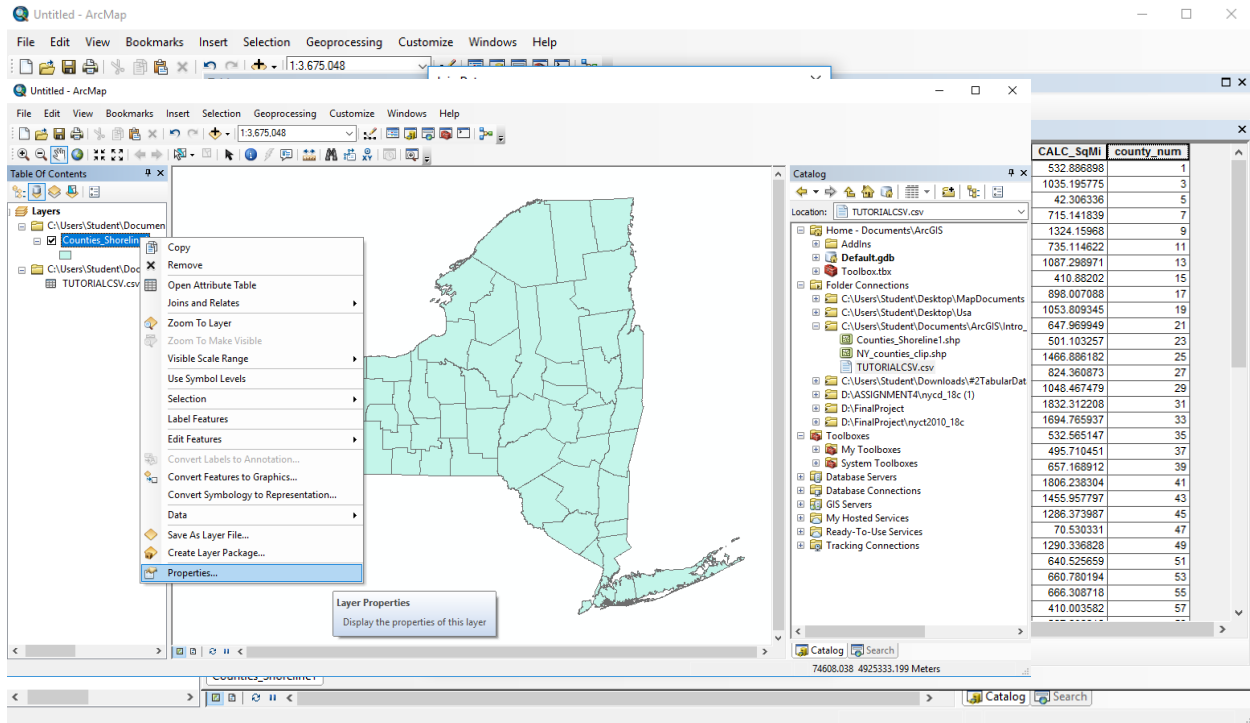 Untitled - ArcMap
File Edit View Bookmarks Insert Selection Geoprocessing Customize Windows Help
1:3.675.048
Untitled - ArcMap
File Edit View Bookmarks Insert Selection Geoprocessing Customize Windows Help
1:3,675,048
Table Of Contents
Layers
C:\Users\Student\Documen
Counties_Shoreline
C:\Users\Student\Doc
TUTORIALCSV.csv
Copy
Remove
Open Attribute Table
Joins and Relates
Zoom To Layer
Zoom To Make Visible
Visible Scale Range
Use Symbol Levels
Selection
Label Features
Edit Features
Convert Labels to Annotation...
Convert Features to Graphics...
Convert Symbology to Representation...
Data
Save As Layer File...
Create Layer Package...
Properties...
Layer Properties
Display the properties of this layer
Catalog
Location: TUTORIALCSV.csv
Home - Documents\ArcGIS
AddIns
Default.gdb
Toolbox.tbx
Folder Connections
C:\Users\Student\Desktop\MapDocuments
C:\Users\Student\Desktop\Usa
C:\Users\Student\Documents\ArcGIS\Intro_
Counties_Shoreline1.shp
NY_counties_clip.shp
TUTORIALCSV.csv
C:\Users\Student\Downloads\#2TabularDat
D:\ASSIGNMENT4\nycd_18c (1)
D:\FinalProject
D:\FinalProject\nyct2010_18c
Toolboxes
My Toolboxes
System Toolboxes
Database Servers
Database Connections
GIS Servers
My Hosted Services
Ready-To-Use Services
Tracking Connections
Catalog Search
74608.038 4925333.199 Meters
CALC_SqMi county_num
532.886898 1
1035.195775 3
42.306336 5
715.141839 7
1324.15968 9
735.114622 11
1087.298971 13
410.88202 15
898.007088 17
1053.809345 19
647.969949 21
501.103257 23
1466.886182 25
824.360873 27
1048.467479 29
1832.312208 31
1694.765937 33
532.565147 35
495.710451 37
657.168912 39
1806.238304 41
1455.957797 43
1286.373987 45
70.530331 47
1290.336828 49
640.525659 51
660.780194 53
666.308718 55
410.003582 57
Counties_Shoreline1
Catalog Search